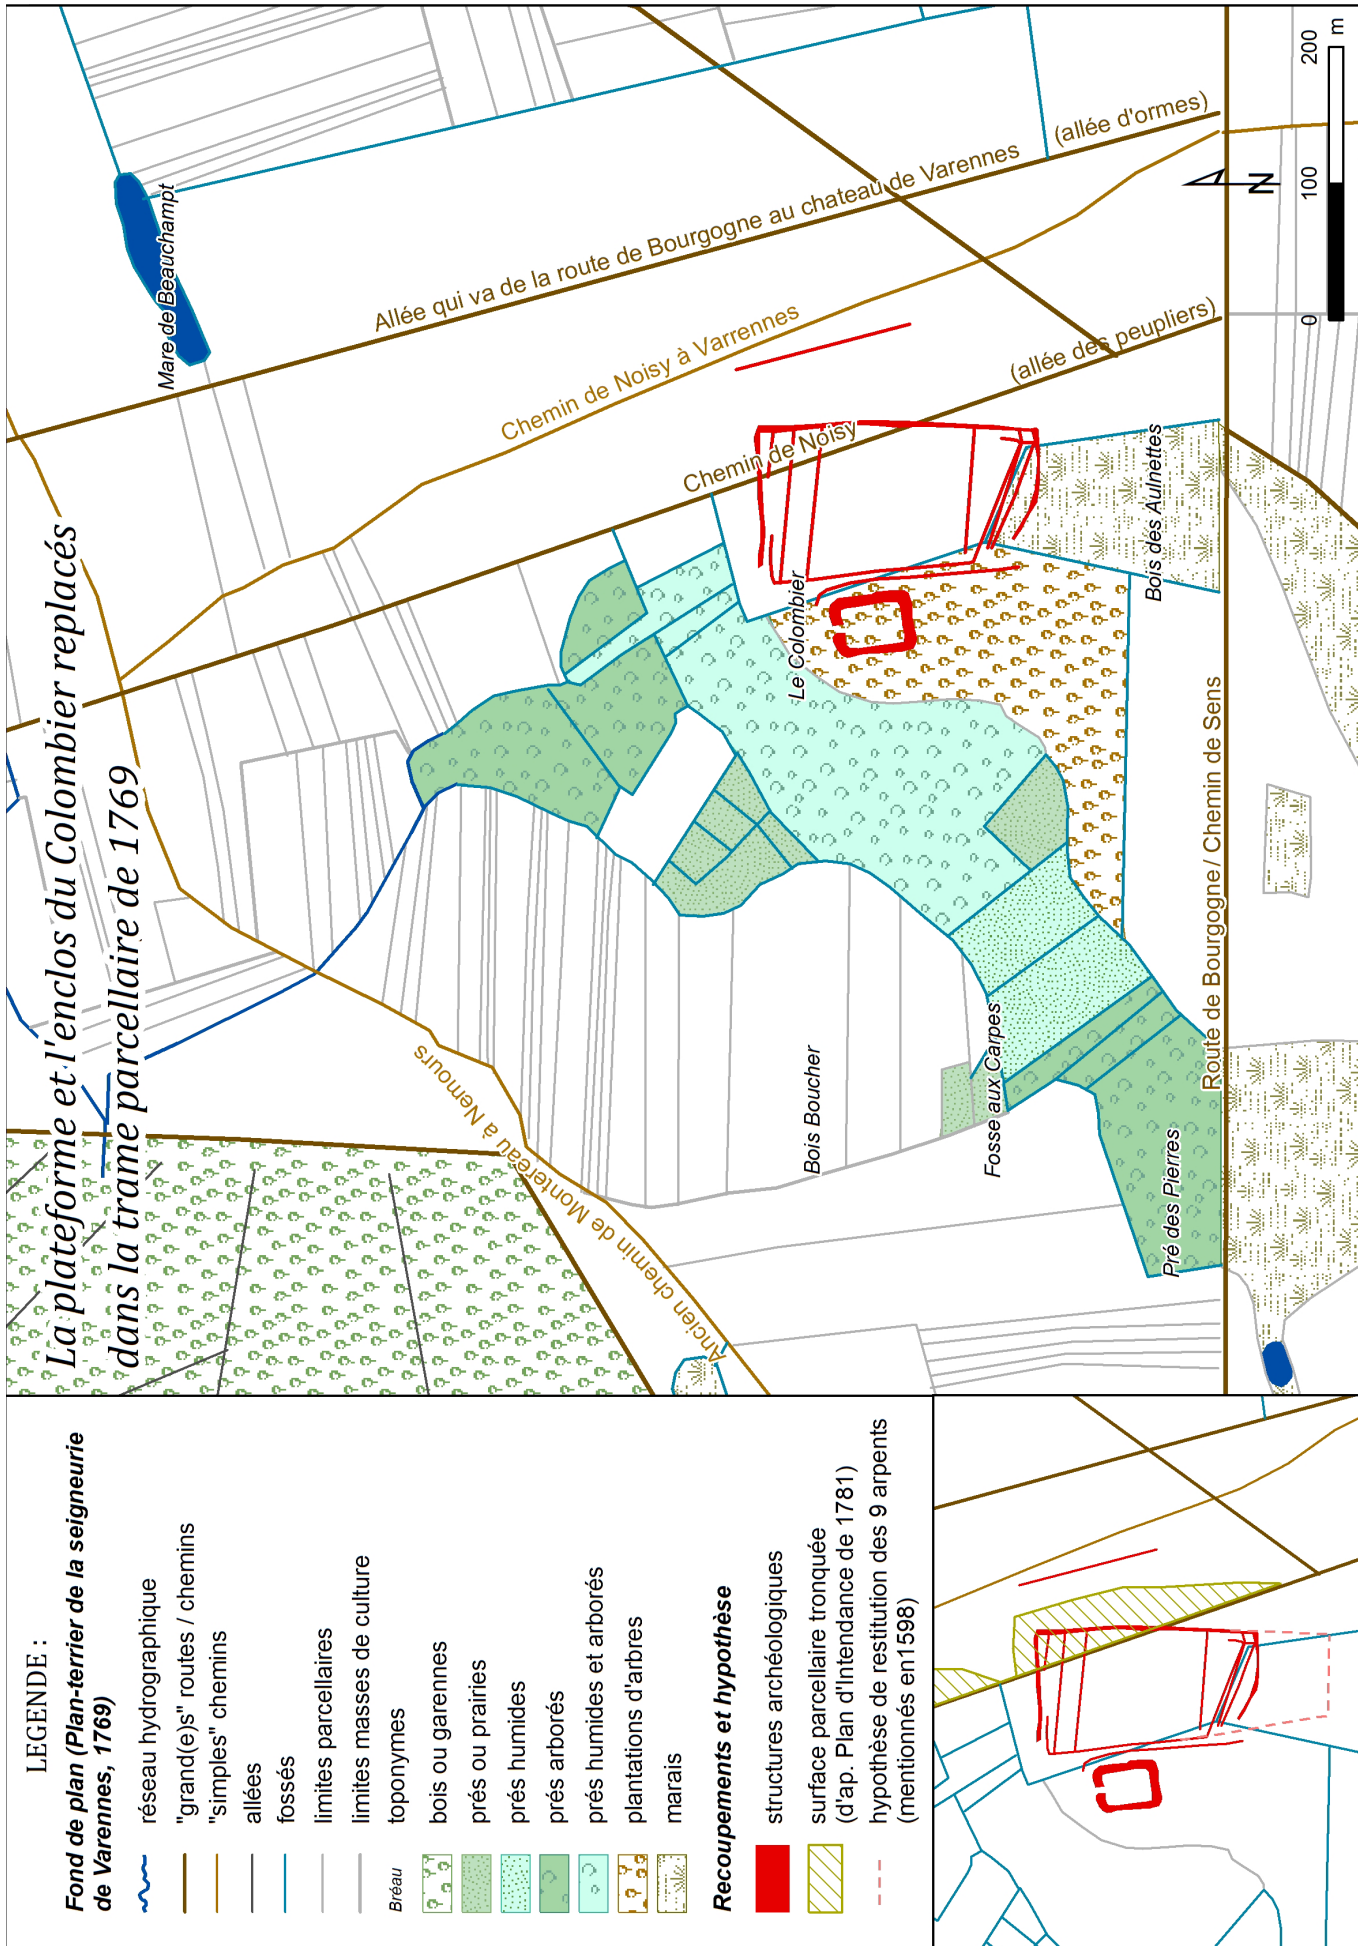 La plateforme et l'enclos du Colombier replacés
dans la trame parcellaire de 1769
LEGENDE :
Fond de plan (Plan-terrier de la seigneurie
de Varennes, 1769)
réseau hydrographique
"grand(e)s" routes / chemins
"simples" chemins
allées
fossés
limites parcellaires
limites masses de culture
Bréau
toponymes
bois ou garennes
prés ou prairies
prés humides
prés arborés
prés humides et arborés
plantations d'arbres
marais
Recoupements et hypothèse
structures archéologiques
surface parcellaire tronquée
(d'ap. Plan d'Intendance de 1781)
hypothèse de restitution des 9 arpents
(mentionnés en1598)
Mare de Beauchampt
Allée qui va de la route de Bourgogne au chateau de Varennes
(allée d'ormes)
Chemin de Noisy à Varrennes
Chemin de Noisy
(allée des peupliers)
Ancien chemin de Montereau à Nemours
Le Colombier
Bois Boucher
Fosse aux Carpes
Bois des Aulnettes
Pré des Pierres
Route de Bourgogne / Chemin de Sens
N
0 100 200
m